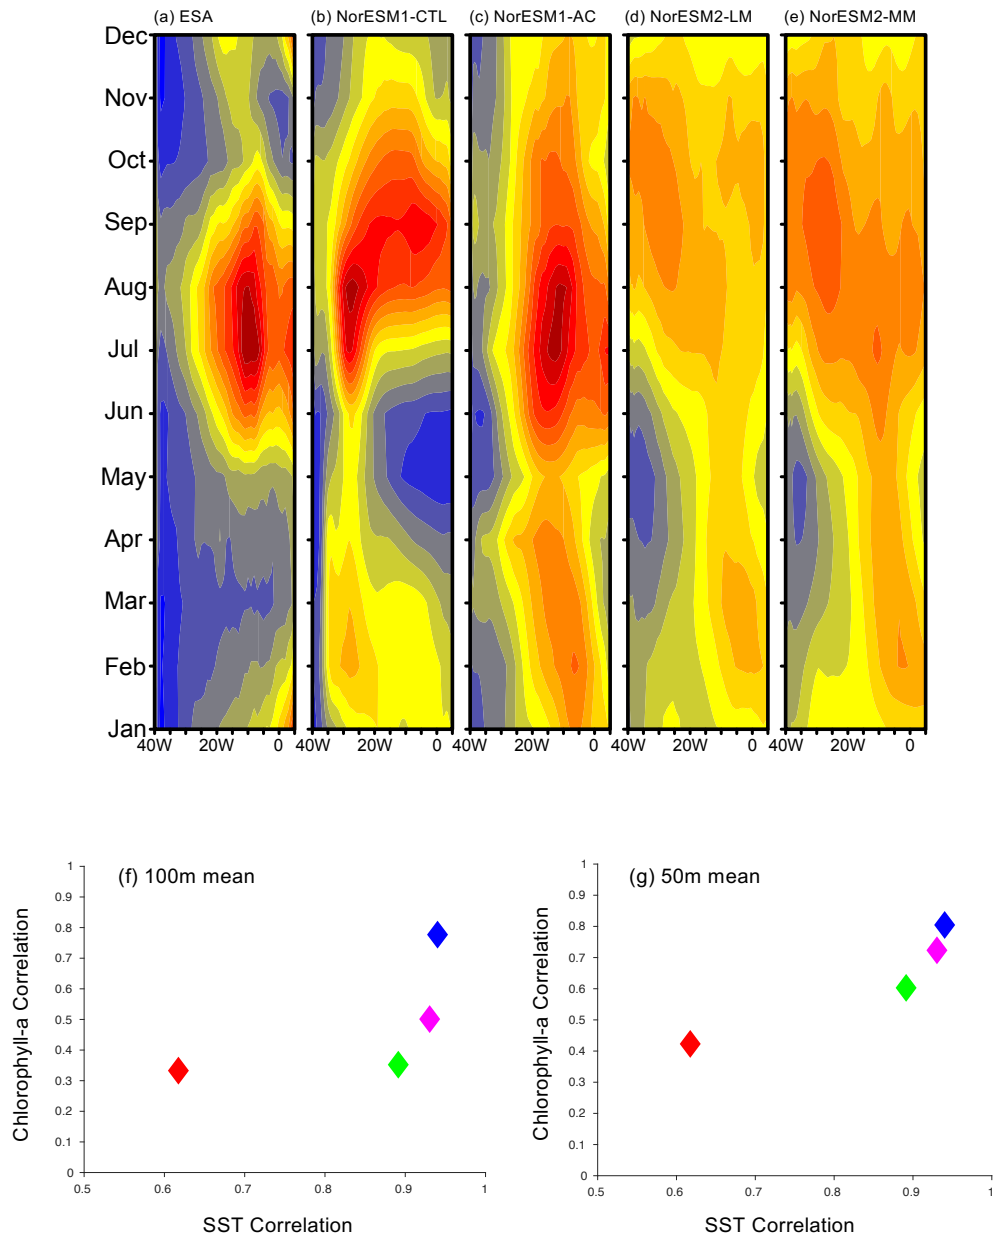 (a) ESA (b) NorESM1-CTL (c) NorESM1-AC (d) NorESM2-LM (e) NorESM2-MM
Dec
Nov
Oct
Sep
Aug
Jul
Jun
May
Apr
Mar
Feb
Jan
40W 20W 0 40W 20W 0 40W 20W 0 40W 20W 0 40W 20W 0
(f) 100m mean
Chlorophyll-a Correlation
1
0.9
0.8
0.7
0.6
0.5
0.4
0.3
0.2
0.1
0
0.5 0.6 0.7 0.8 0.9 1
SST Correlation
(g) 50m mean
Chlorophyll-a Correlation
1
0.9
0.8
0.7
0.6
0.5
0.4
0.3
0.2
0.1
0
0.5 0.6 0.7 0.8 0.9 1
SST Correlation